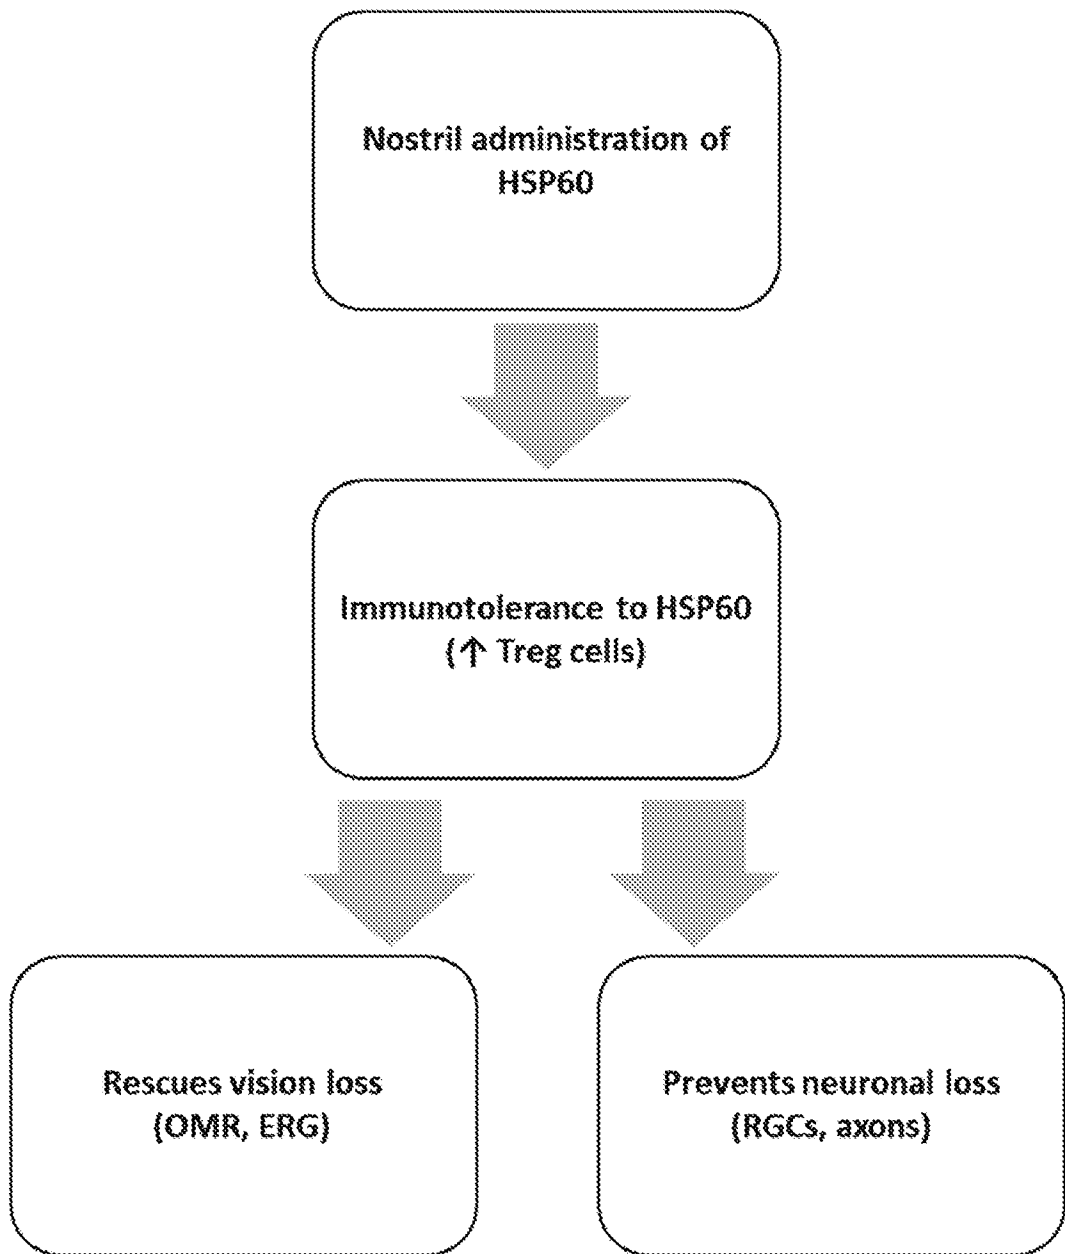 Nostril administration of
HSP60
Immunotolerance to HSP60
(↑ Treg cells)
Rescues vision loss
(OMR, ERG)
Prevents neuronal loss
(RGCs, axons)